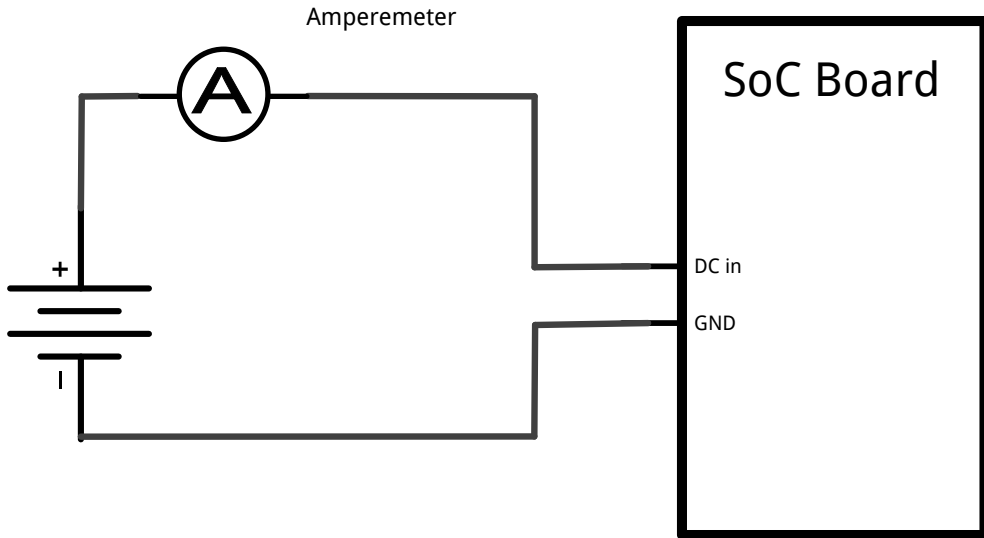 Amperemeter
SoC Board
A
+
DC in
GND
–